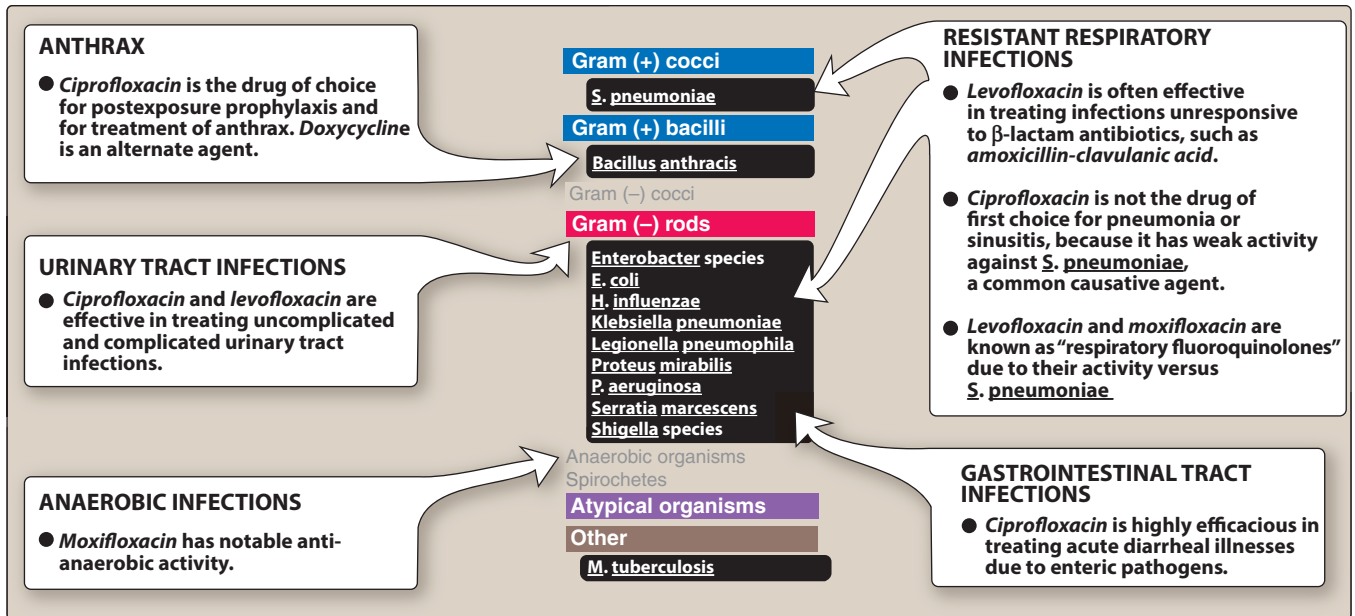 ANTHRAX
● Ciprofloxacin is the drug of choice
for postexposure prophylaxis and
for treatment of anthrax. Doxycycline
is an alternate agent.
URINARY TRACT INFECTIONS
● Ciprofloxacin and levofloxacin are
effective in treating uncomplicated
and complicated urinary tract
infections.
ANAEROBIC INFECTIONS
● Moxifloxacin has notable anti-
anaerobic activity.
Gram (+) cocci
S. pneumoniae
Gram (+) bacilli
Bacillus anthracis
Gram (–) cocci
Gram (–) rods
Enterobacter species
E. coli
H. influenzae
Klebsiella pneumoniae
Legionella pneumophila
Proteus mirabilis
P. aeruginosa
Serratia marcescens
Shigella species
Anaerobic organisms
Spirochetes
Atypical organisms
Other
M. tuberculosis
RESISTANT RESPIRATORY
INFECTIONS
● Levofloxacin is often effective
in treating infections unresponsive
to β-lactam antibiotics, such as
amoxicillin-clavulanic acid.
● Ciprofloxacin is not the drug of
first choice for pneumonia or
sinusitis, because it has weak activity
against S. pneumoniae,
a common causative agent.
● Levofloxacin and moxifloxacin are
known as “respiratory fluoroquinolones”
due to their activity versus
S. pneumoniae
GASTROINTESTINAL TRACT
INFECTIONS
● Ciprofloxacin is highly efficacious in
treating acute diarrheal illnesses
due to enteric pathogens.